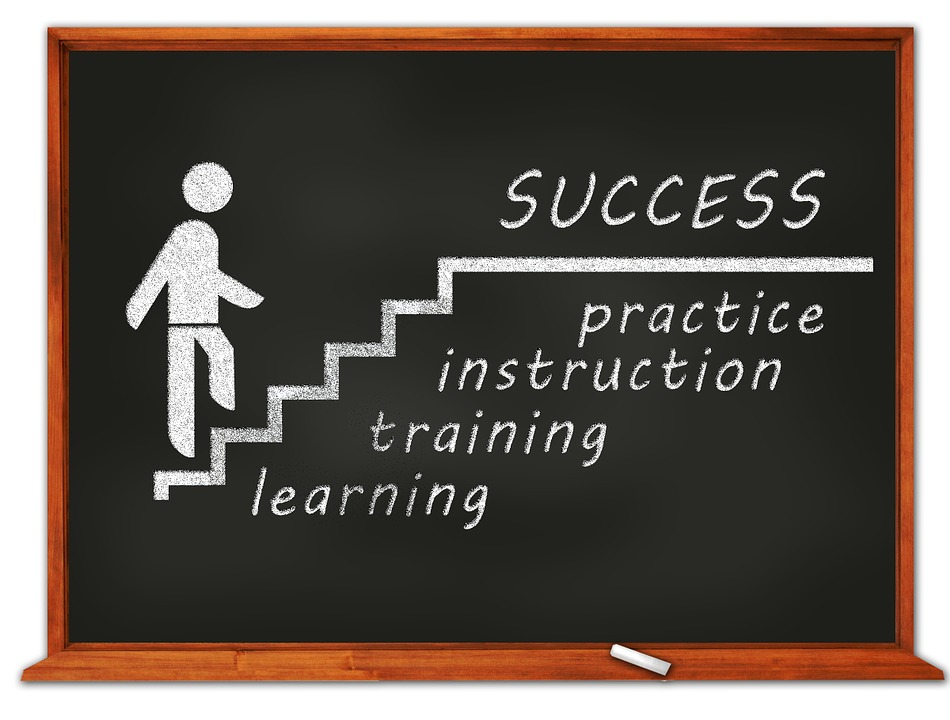 SUCCESS
practice
instruction
training
learning